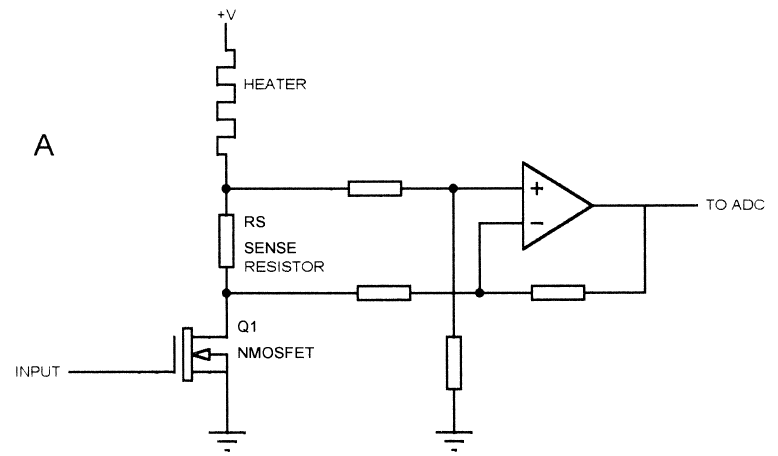 +V
HEATER
A
+
TO ADC
−
RS
SENSE
RESISTOR
Q1
NMOSFET
INPUT